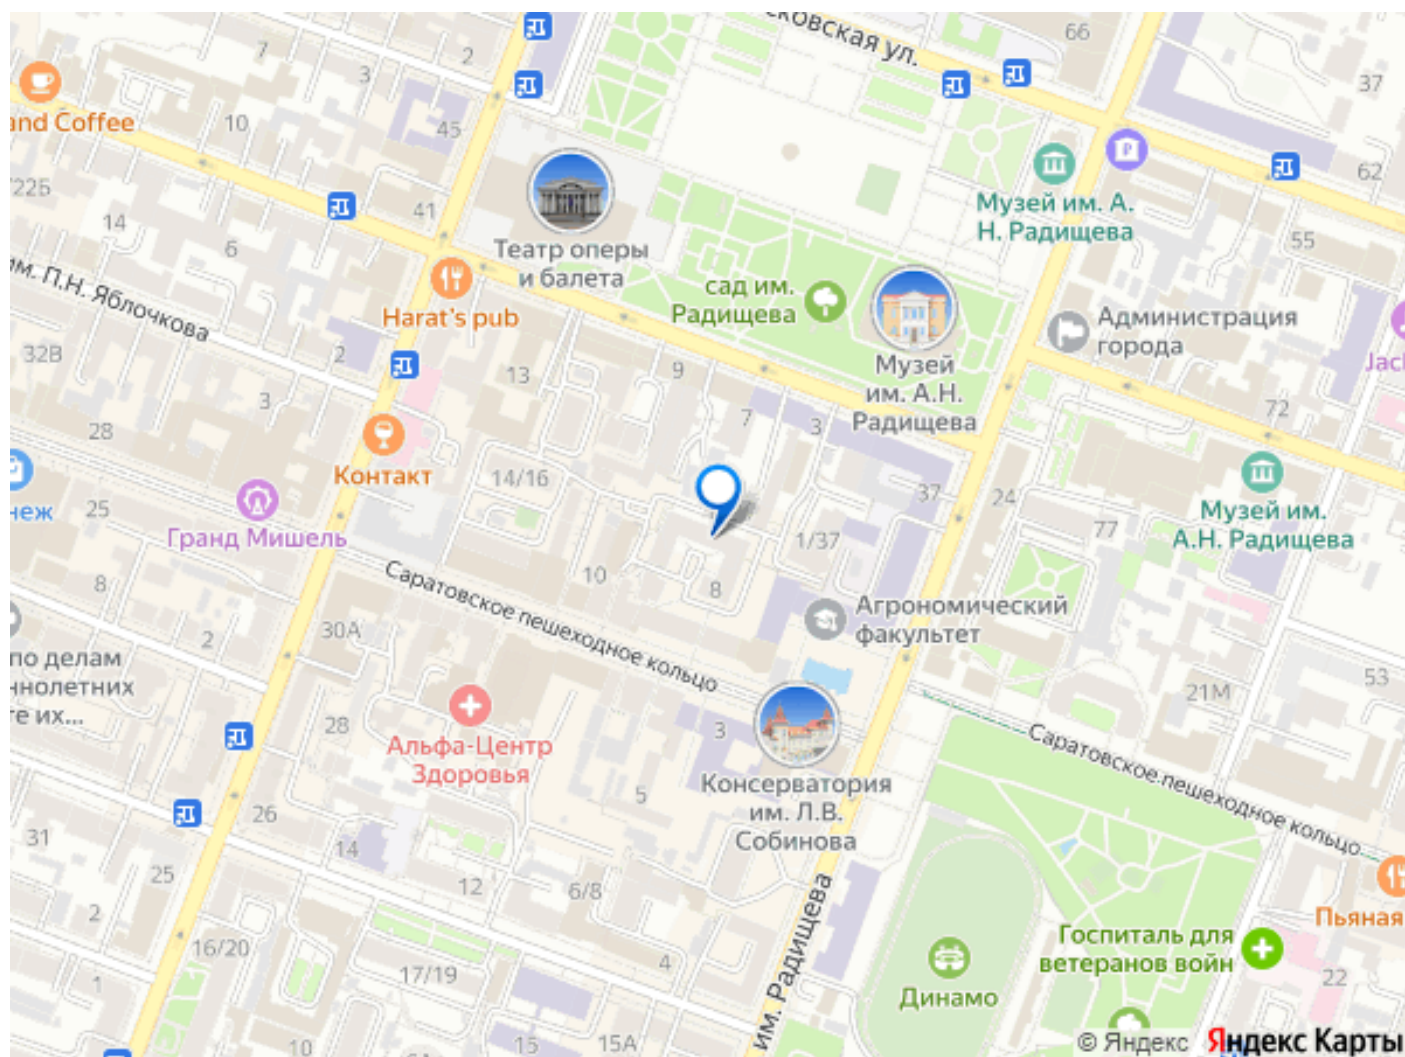 7
2
3
and Coffee
10
45
66
37
62
55
72
14
6
41
им. П.Н. Яблочкова
32В
2
3
28
25
8
2
Театр оперы
и балета
Harat's pub
Контакт
Гранд Мишель
13
9
7
3
14/16
37
24
77
1/37
10
8
сад им.
Радищева
Музей
им. А.Н.
Радищева
Музей им. А.
Н. Радищева
Администрация
города
Музей им.
А.Н. Радищева
Саратовское пешеходное кольцо
Агрономический
факультет
30А
28
26
по делам
Альфа-Центр
Здоровья
3
5
Консерватория
им. Л.В.
Собинова
21М
53
Саратовское пешеходное кольцо
31
25
2
1
14
12
6/8
16/20
17/19
4
10
15
15А
им. Радищева
Динамо
Госпиталь для
ветеранов войн
22
Пьяная
© Яндекс Яндекс Карты